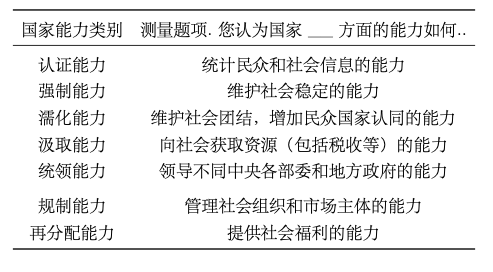 国家能力类别 测量题项. 您认为国家 ___ 方面的能力如何..
认证能力 统计民众和社会信息的能力
强制能力 维护社会稳定的能力
濡化能力 维护社会团结，增加民众国家认同的能力
汲取能力 向社会获取资源（包括税收等）的能力
统领能力 领导不同中央各部委和地方政府的能力
规制能力 管理社会组织和市场主体的能力
再分配能力 提供社会福利的能力